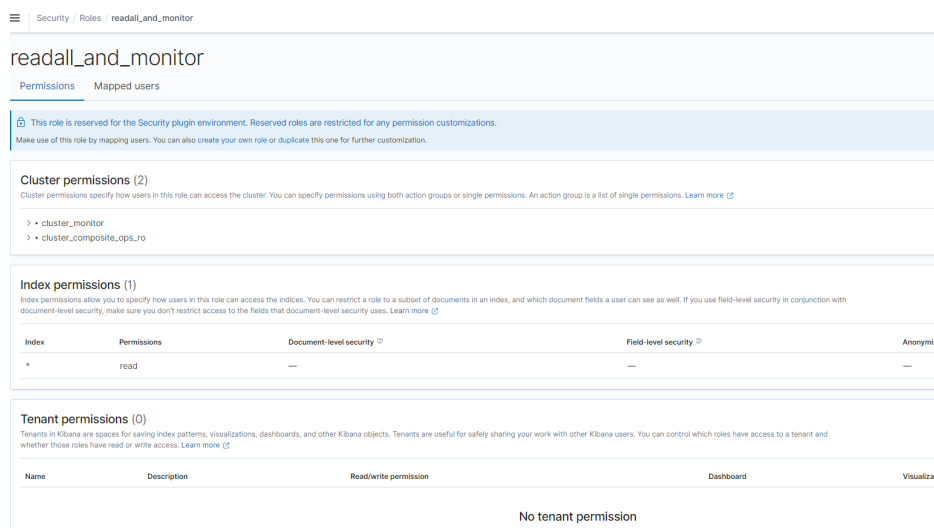 Security / Roles / readall_and_monitor
readall_and_monitor
Permissions Mapped users
This role is reserved for the Security plugin environment. Reserved roles are restricted for any permission customizations.
Make use of this role by mapping users. You can also create your own role or duplicate this one for further customization.
Cluster permissions (2)
Cluster permissions specify how users in this role can access the cluster. You can specify permissions using both action groups or single permissions. An action group is a list of single permissions. Learn more
• cluster_monitor
• cluster_composite_ops_ro
Index permissions (1)
Index permissions allow you to specify how users in this role can access the indices. You can restrict a role to a subset of documents in an index, and which document fields a user can see as well. If you use field-level security in conjunction with
document-level security, make sure you don't restrict access to the fields that document-level security uses. Learn more
Index Permissions Document-level security Field-level security Anonymi
* read — — —
Tenant permissions (0)
Tenants in Kibana are spaces for saving index patterns, visualizations, dashboards, and other Kibana objects. Tenants are useful for safely sharing your work with other Kibana users. You can control which roles have access to a tenant and
whether those roles have read or write access. Learn more
Name Description Read/write permission Dashboard Visualiza
No tenant permission